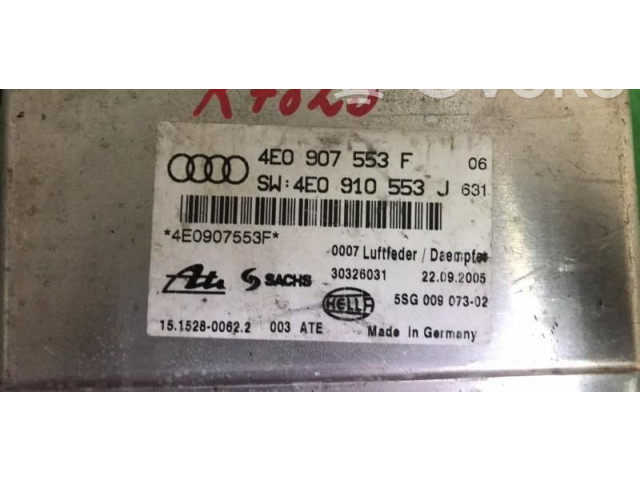 4E0 907 553 F 06
SW: 4E0 910 553 J 631
*4E0907553F*
0007 Luftfeder / Daempfer
Ate SACHS 30326031 22.09.2005
HELLA 5SG 009 073-02
15.1528-0062.2 003 ATE Made in Germany